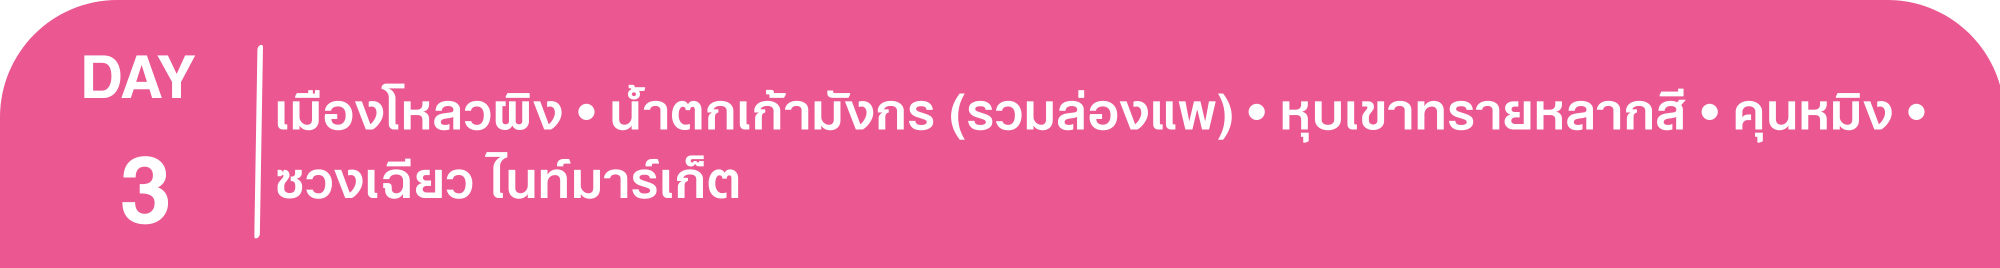 DAY
3
เมืองโหลวผิง • น้ำตกเก้ามังกร (รวมล่องแพ) • หุบเขาทรายหลากสี • คุนหมิง •
ซวงเฉียว ไนท์มาร์เก็ต